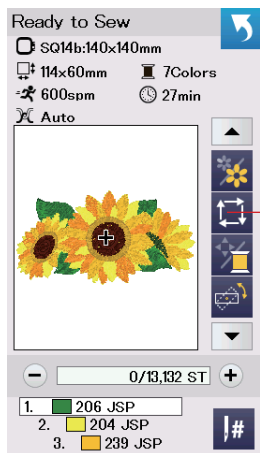 Ready to Sew
SQ14b:140x140mm
114x60mm 7Colors
600spm 27min
Auto
0/13,132 ST
1. 206 JSP
2. 204 JSP
3. 239 JSP
#